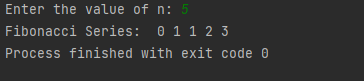 Enter the value of n: 5
Fibonacci Series:  0 1 1 2 3
Process finished with exit code 0